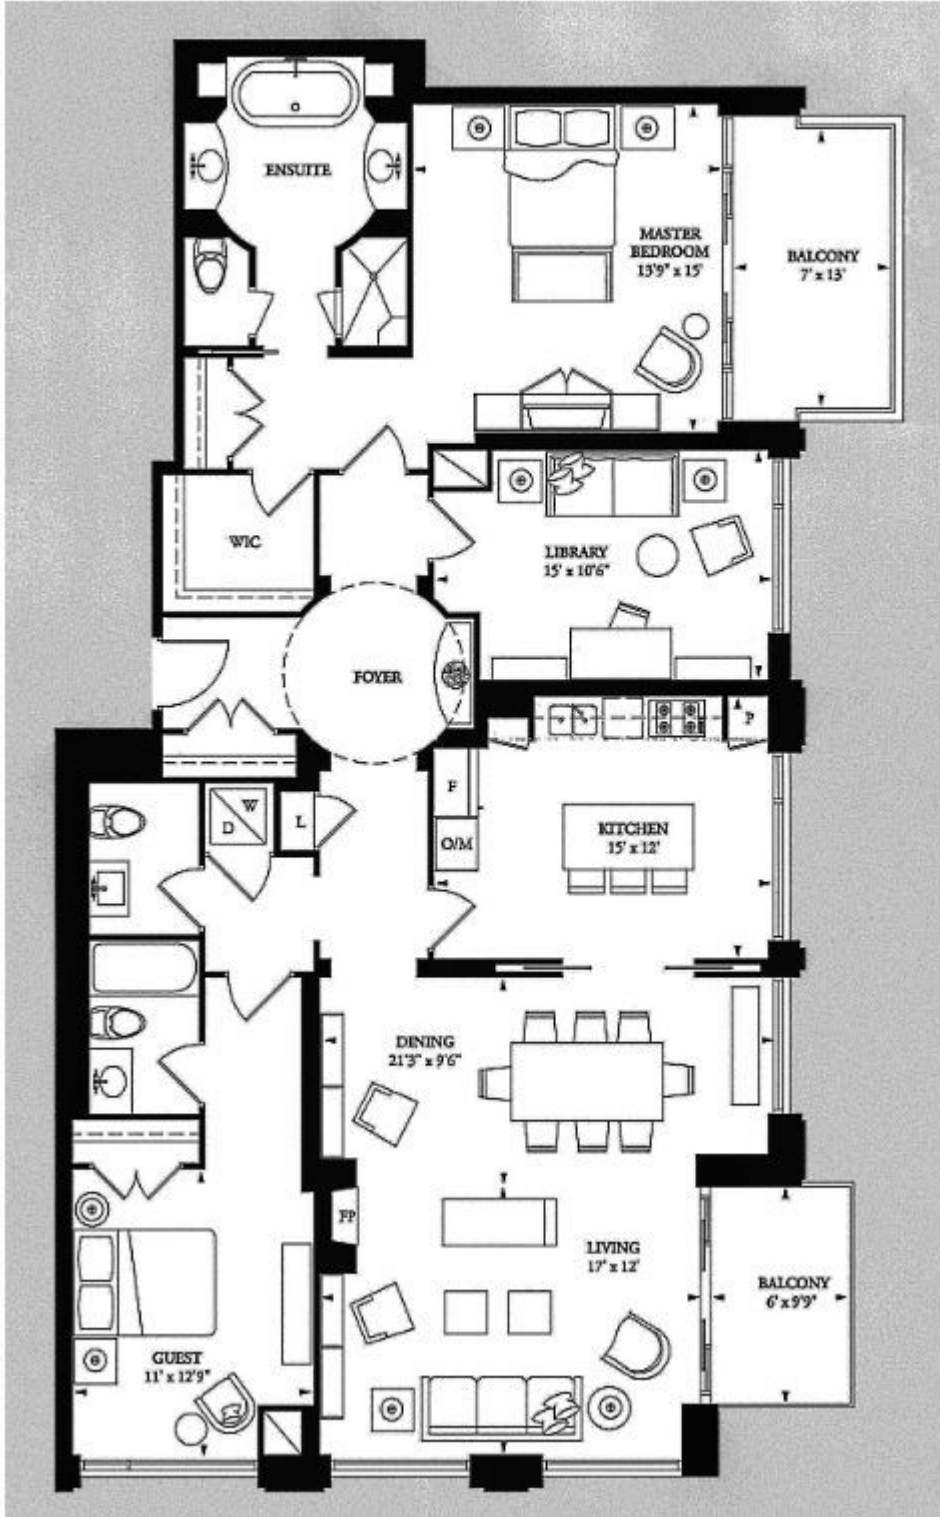 ENSUITE
MASTER
BEDROOM
13'9" x 15'
BALCONY
7' x 13'
WIC
LIBRARY
15' x 10'6"
FOYER
P
F
W
D
L
O/M
KITCHEN
15' x 12'
DINING
21'3" x 9'6"
FP
LIVING
17' x 12'
BALCONY
6' x 9'9"
GUEST
11' x 12'9"